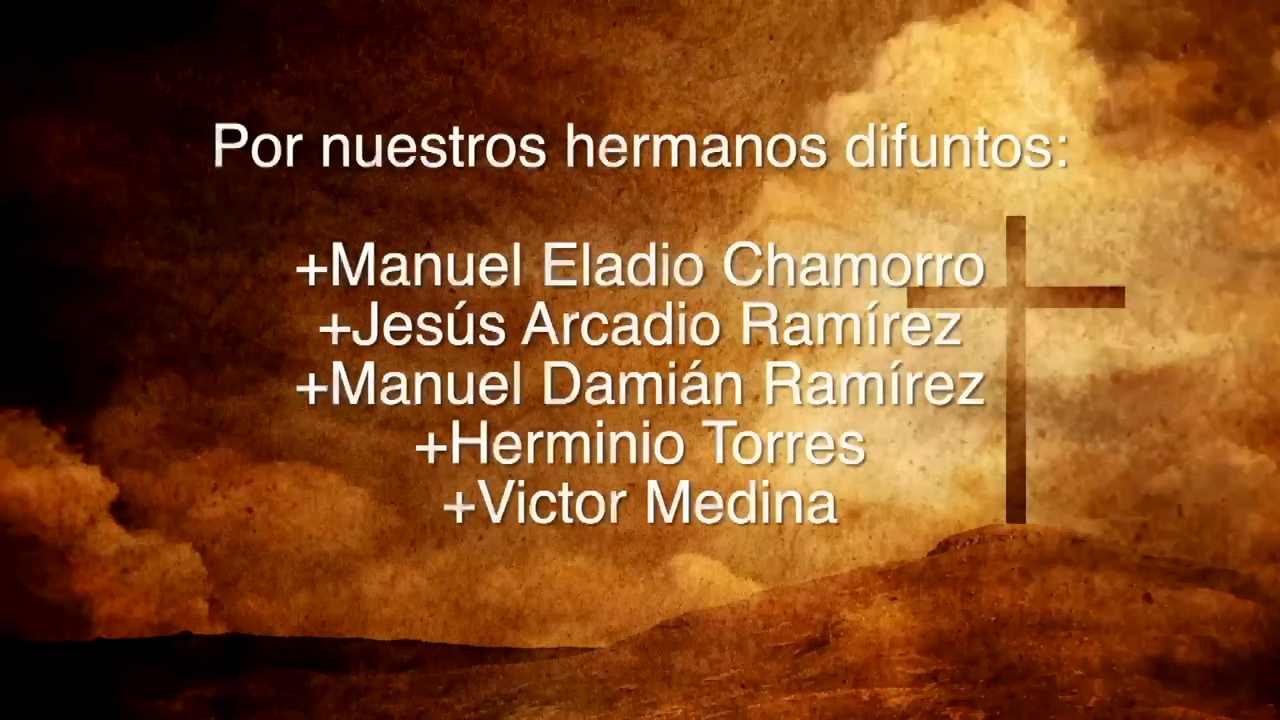 Por nuestros hermanos difuntos:
+Manuel Eladio Chamorro
+Jesús Arcadio Ramírez
+Manuel Damián Ramírez
+Herminio Torres
+Victor Medina